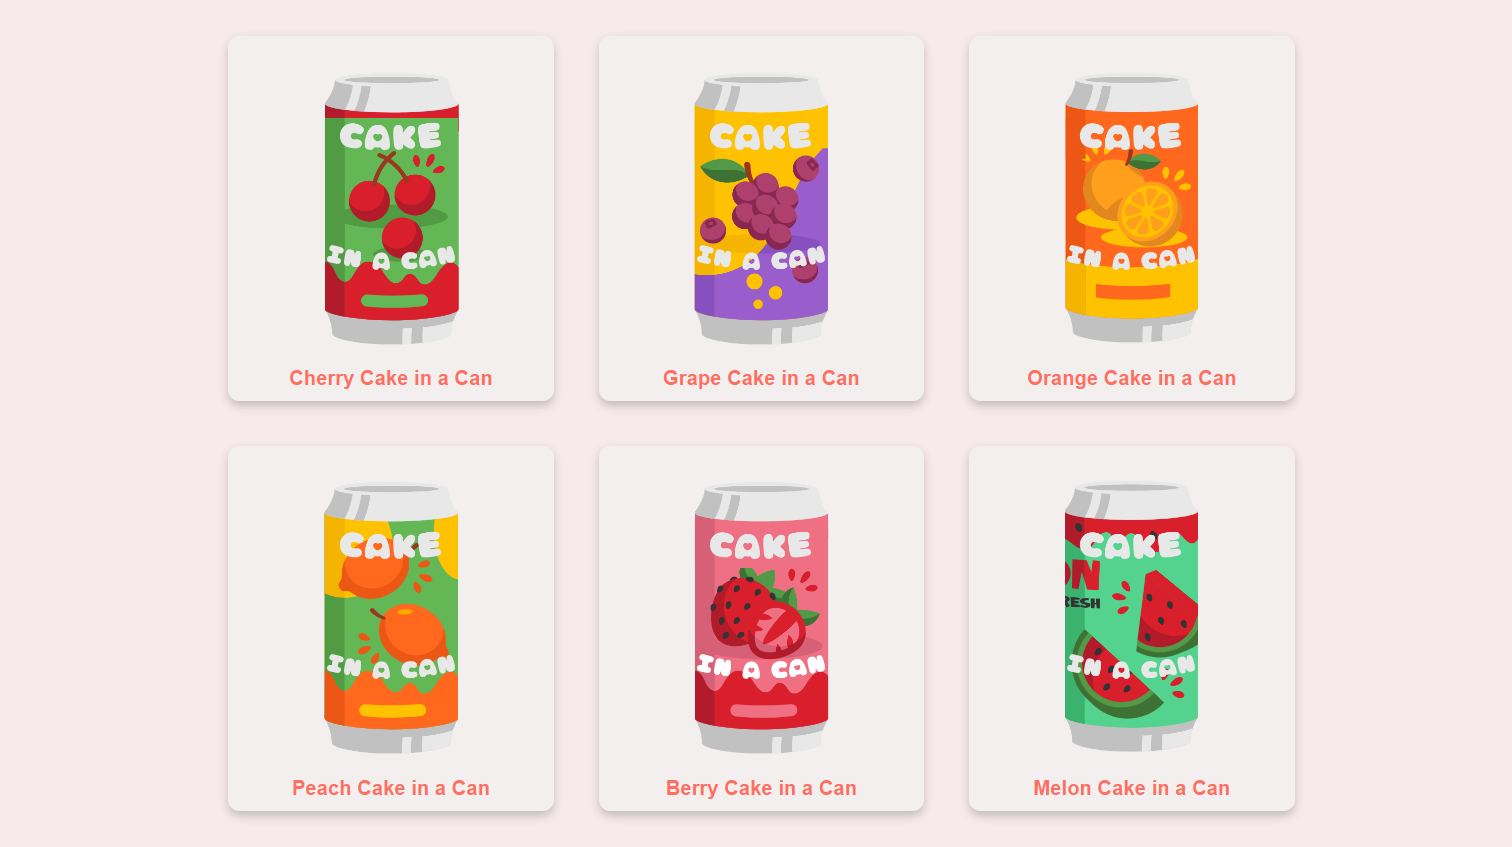 CAKE
IN A CAN
Cherry Cake in a Can
CAKE
IN A CAN
Grape Cake in a Can
CAKE
IN A CAN
Orange Cake in a Can
CAKE
IN A CAN
Peach Cake in a Can
CAKE
IN A CAN
Berry Cake in a Can
CAKE
ON
RESH
IN A CAN
Melon Cake in a Can